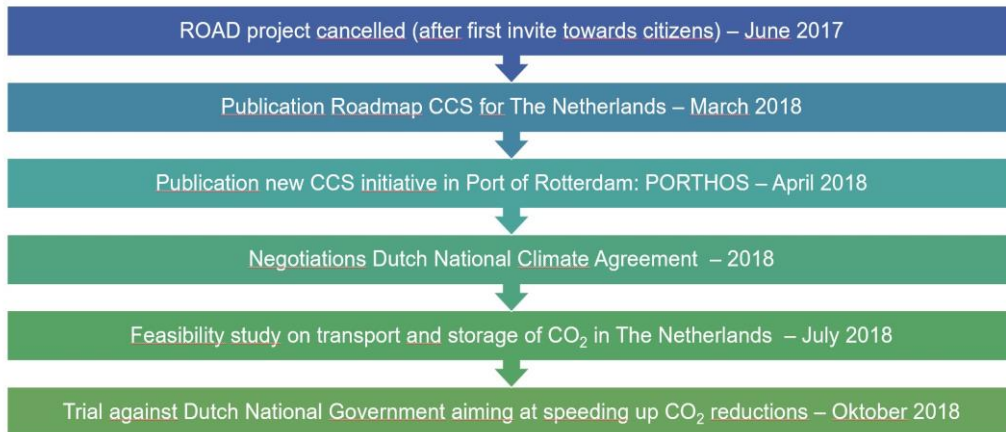 ROAD project cancelled (after first invite towards citizens) – June 2017
Publication Roadmap CCS for The Netherlands – March 2018
Publication new CCS initiative in Port of Rotterdam: PORTHOS – April 2018
Negotiations Dutch National Climate Agreement – 2018
Feasibility study on transport and storage of CO₂ in The Netherlands – July 2018
Trial against Dutch National Government aiming at speeding up CO₂ reductions – Oktober 2018